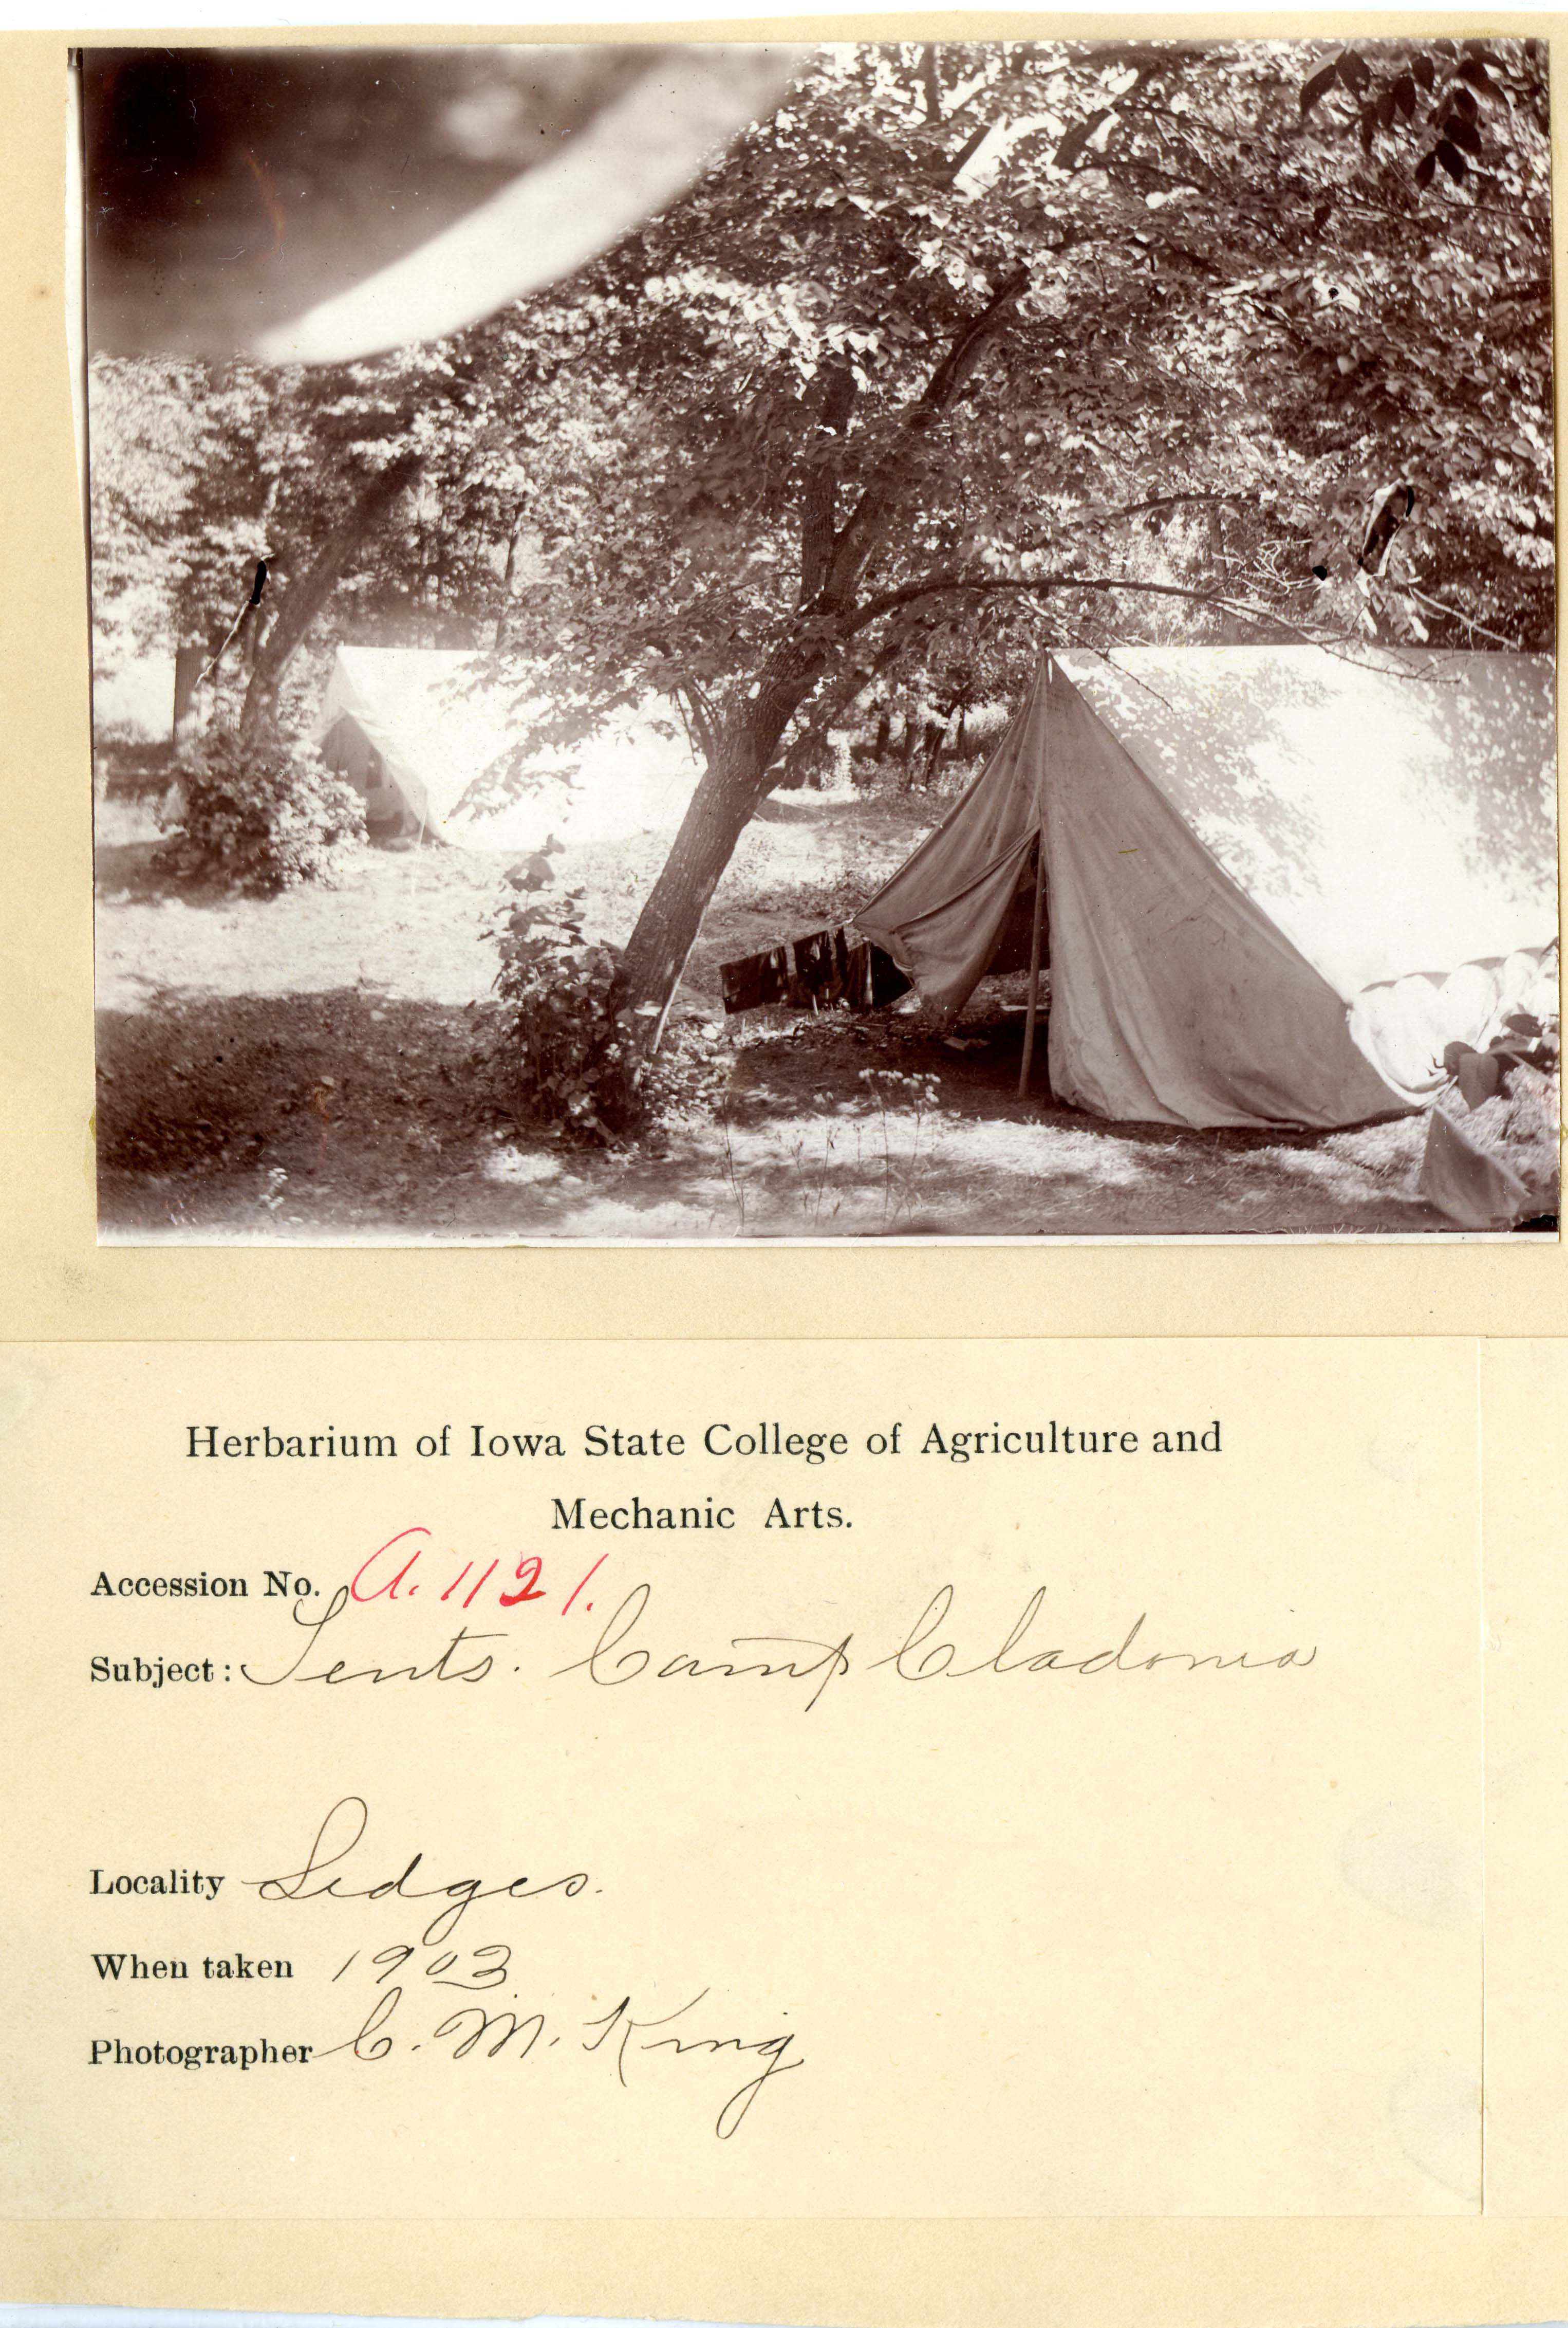 Herbarium of Iowa State College of Agriculture and
Mechanic Arts.
Accession No. A. 1121.
Subject: Tents. Camp Cladonia
Locality Ledges.
When taken 1903
Photographer C. M. King